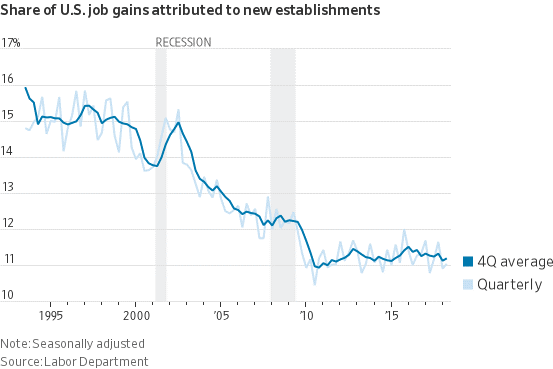 Share of U.S. job gains attributed to new establishments
17%
RECESSION
16
15
14
13
12
11
10
4Q average
Quarterly
1995
2000
'05
'10
'15
Note: Seasonally adjusted
Source: Labor Department